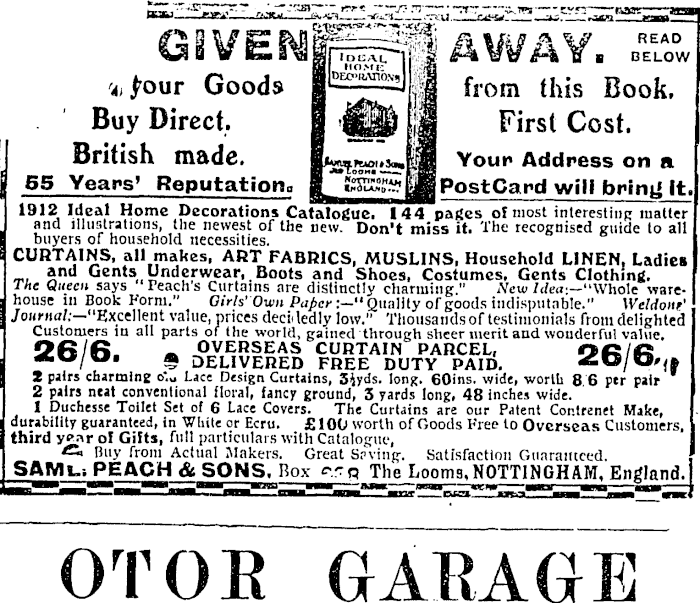 GIVEN AWAY. READ BELOW
Your Goods from this Book.
Buy Direct. First Cost.
British made. Your Address on a
55 Years' Reputation. PostCard will bring it.
IDEAL
HOME
DECORATIONS
SAMUEL PEACH & SONS
THE LOOMS
NOTTINGHAM
ENGLAND
1912 Ideal Home Decorations Catalogue. 144 pages of most interesting matter
and illustrations, the newest of the new. Don't miss it. The recognised guide to all
buyers of household necessities.
CURTAINS, all makes, ART FABRICS, MUSLINS, Household LINEN, Ladies
and Gents Underwear, Boots and Shoes, Costumes, Gents Clothing.
The Queen says "Peach's Curtains are distinctly charming." New Idea:—"Whole ware-
house in Book Form." Girls' Own Paper:—"Quality of goods indisputable." Weldons'
Journal:—"Excellent value, prices decidedly low." Thousands of testimonials from delighted
Customers in all parts of the world, gained through sheer merit and wonderful value.
26/6. OVERSEAS CURTAIN PARCEL, 26/6.
DELIVERED FREE DUTY PAID.
2 pairs charming old Lace Design Curtains, 3½yds. long, 60ins. wide, worth 8/6 per pair
2 pairs neat conventional floral, fancy ground, 3 yards long, 48 inches wide.
1 Duchesse Toilet Set of 6 Lace Covers. The Curtains are our Patent Contrenet Make,
durability guaranteed, in White or Ecru. £100 worth of Goods Free to Overseas Customers,
third year of Gifts, full particulars with Catalogue,
Buy from Actual Makers. Great Saving. Satisfaction Guaranteed.
SAML. PEACH & SONS, Box The Looms, NOTTINGHAM, England.
OTOR GARAGE